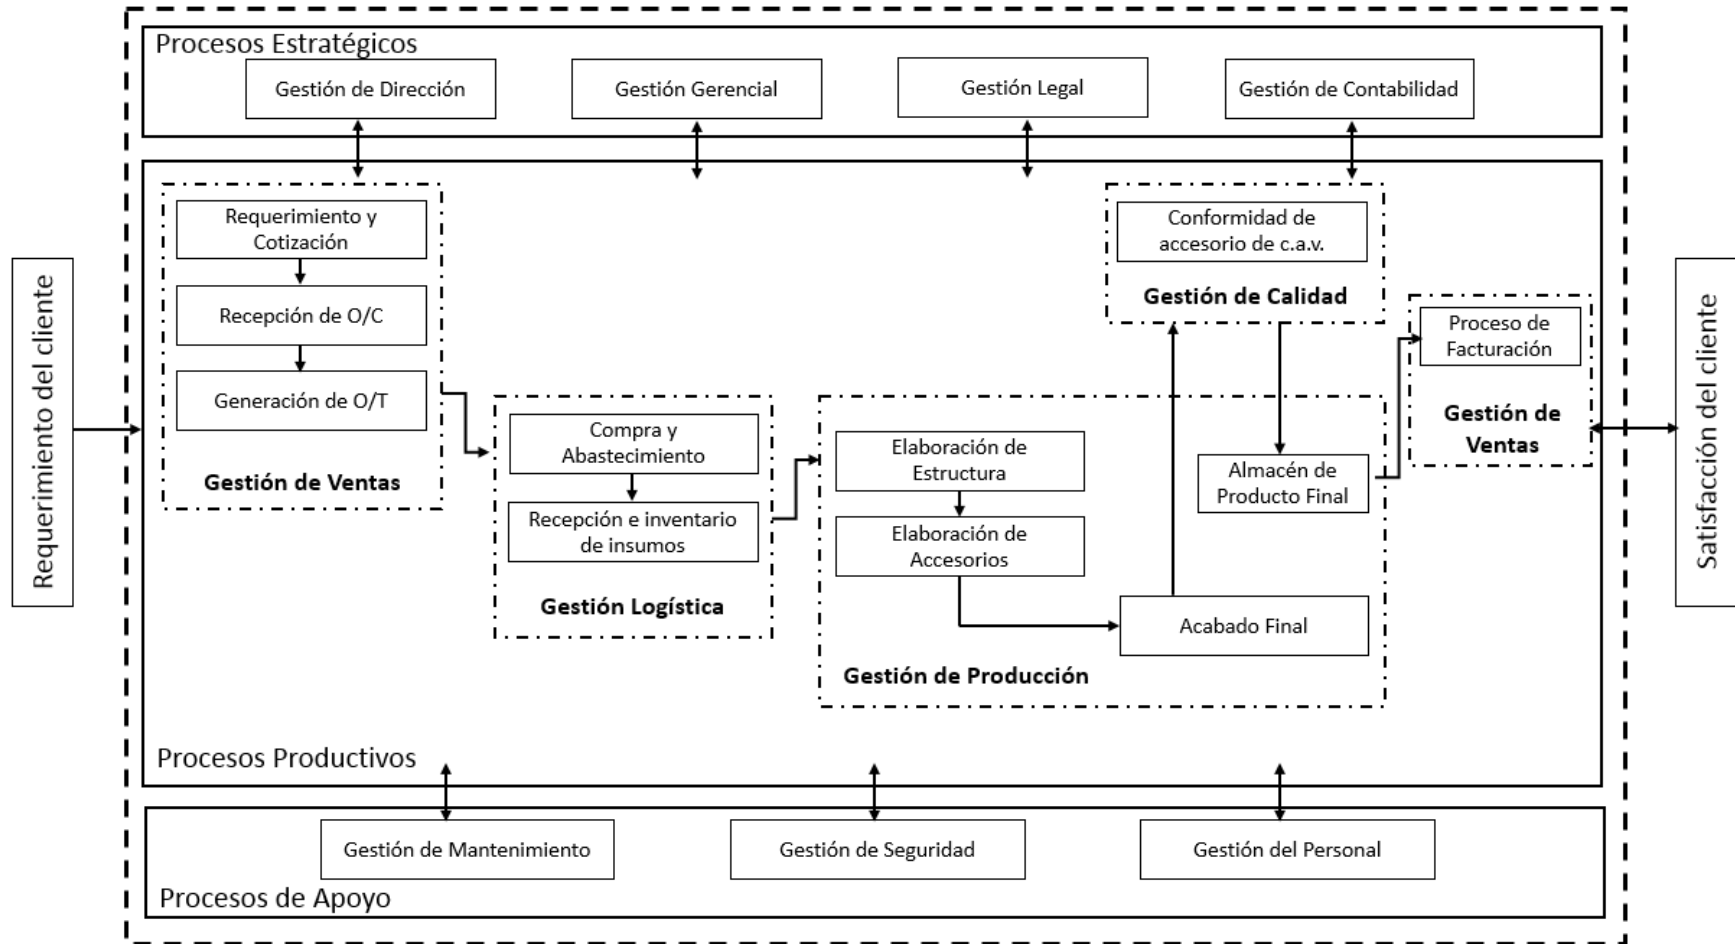 Procesos Estratégicos
Gestión de Dirección
Gestión Gerencial
Gestión Legal
Gestión de Contabilidad
Requerimiento del cliente
Requerimiento y
Cotización
Recepción de O/C
Generación de O/T
Gestión de Ventas
Compra y
Abastecimiento
Recepción e inventario
de insumos
Gestión Logística
Elaboración de
Estructura
Elaboración de
Accesorios
Acabado Final
Gestión de Producción
Conformidad de
accesorio de c.a.v.
Gestión de Calidad
Almacén de
Producto Final
Proceso de
Facturación
Gestión de
Ventas
Satisfacción del cliente
Procesos Productivos
Gestión de Mantenimiento
Gestión de Seguridad
Gestión del Personal
Procesos de Apoyo